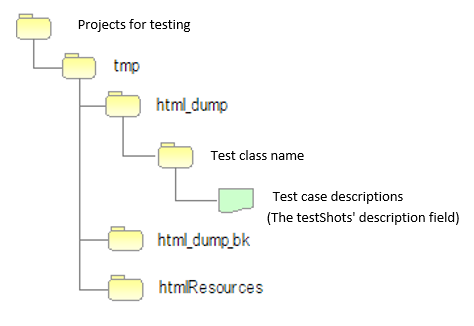 Projects for testing
tmp
html_dump
Test class name
Test case descriptions
(The testShots' description field)
html_dump_bk
htmlResources